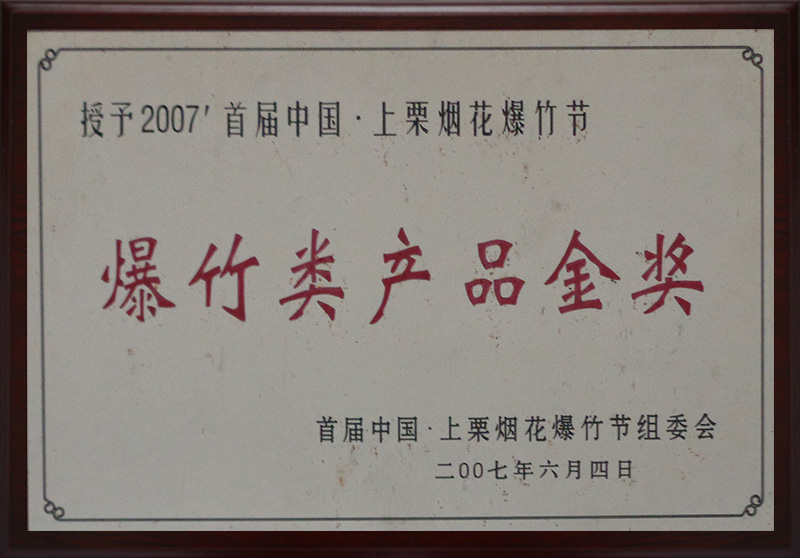 授予2007′首届中国·上栗烟花爆竹节
爆竹类产品金奖
首届中国·上栗烟花爆竹节组委会
二00七年六月四日